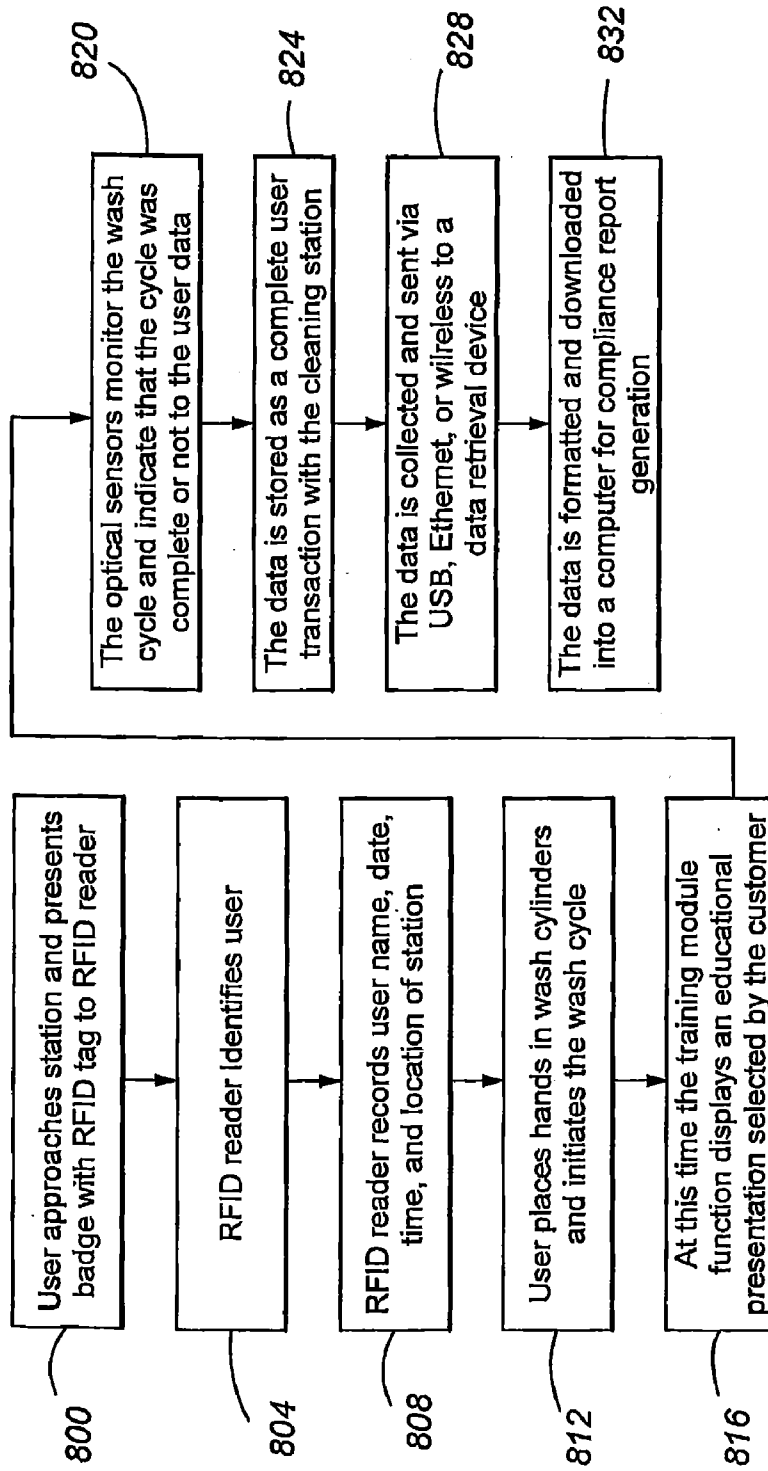 User approaches station and presents
badge with RFID tag to RFID reader
800
RFID reader identifies user
804
RFID reader records user name, date,
time, and location of station
808
User places hands in wash cylinders
and initiates the wash cycle
812
At this time the training module
function displays an educational
presentation selected by the customer
816
The optical sensors monitor the wash
cycle and indicate that the cycle was
complete or not to the user data
820
The data is stored as a complete user
transaction with the cleaning station
824
The data is collected and sent via
USB, Ethernet, or wilreless to a
data retrieval device
828
The data is formatted and downloaded
into a computer for compliance report
generation
832